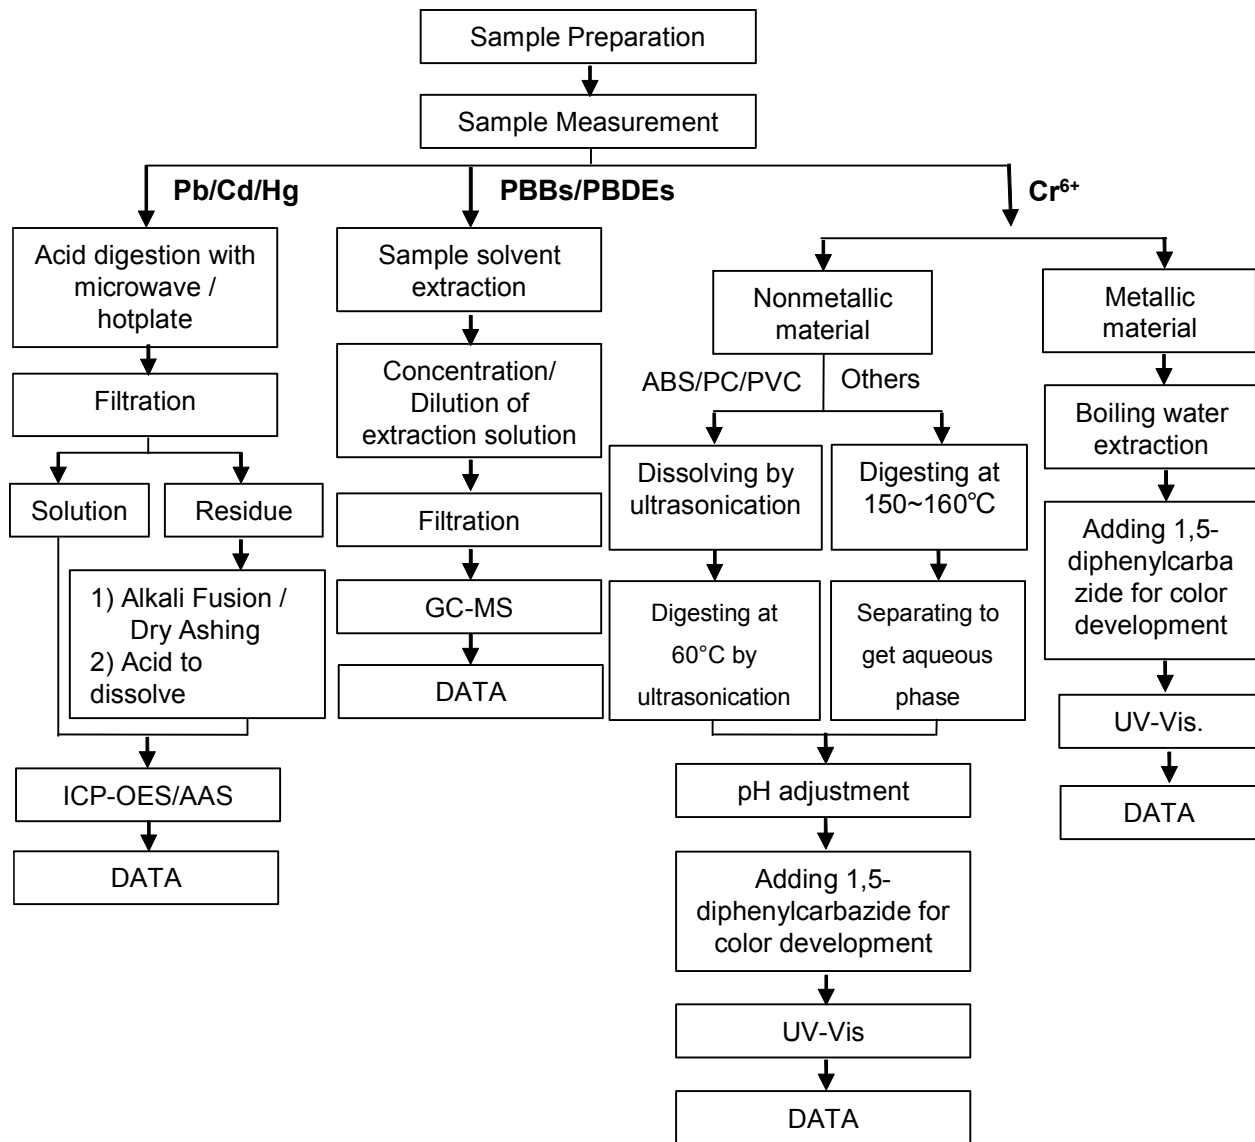 Sample Preparation
Sample Measurement
Pb/Cd/Hg
PBBs/PBDEs
Cr⁶⁺
Acid digestion with
microwave /
hotplate
Filtration
Solution
Residue
1) Alkali Fusion /
Dry Ashing
2) Acid to
dissolve
ICP-OES/AAS
DATA
Sample solvent
extraction
Concentration/
Dilution of
extraction solution
Filtration
GC-MS
DATA
Nonmetallic
material
ABS/PC/PVC
Others
Dissolving by
ultrasonication
Digesting at
60°C by
ultrasonication
Digesting at
150~160℃
Separating to
get aqueous
phase
pH adjustment
Adding 1,5-
diphenylcarbazide for
color development
UV-Vis
DATA
Metallic
material
Boiling water
extraction
Adding 1,5-
diphenylcarba
zide for color
development
UV-Vis.
DATA